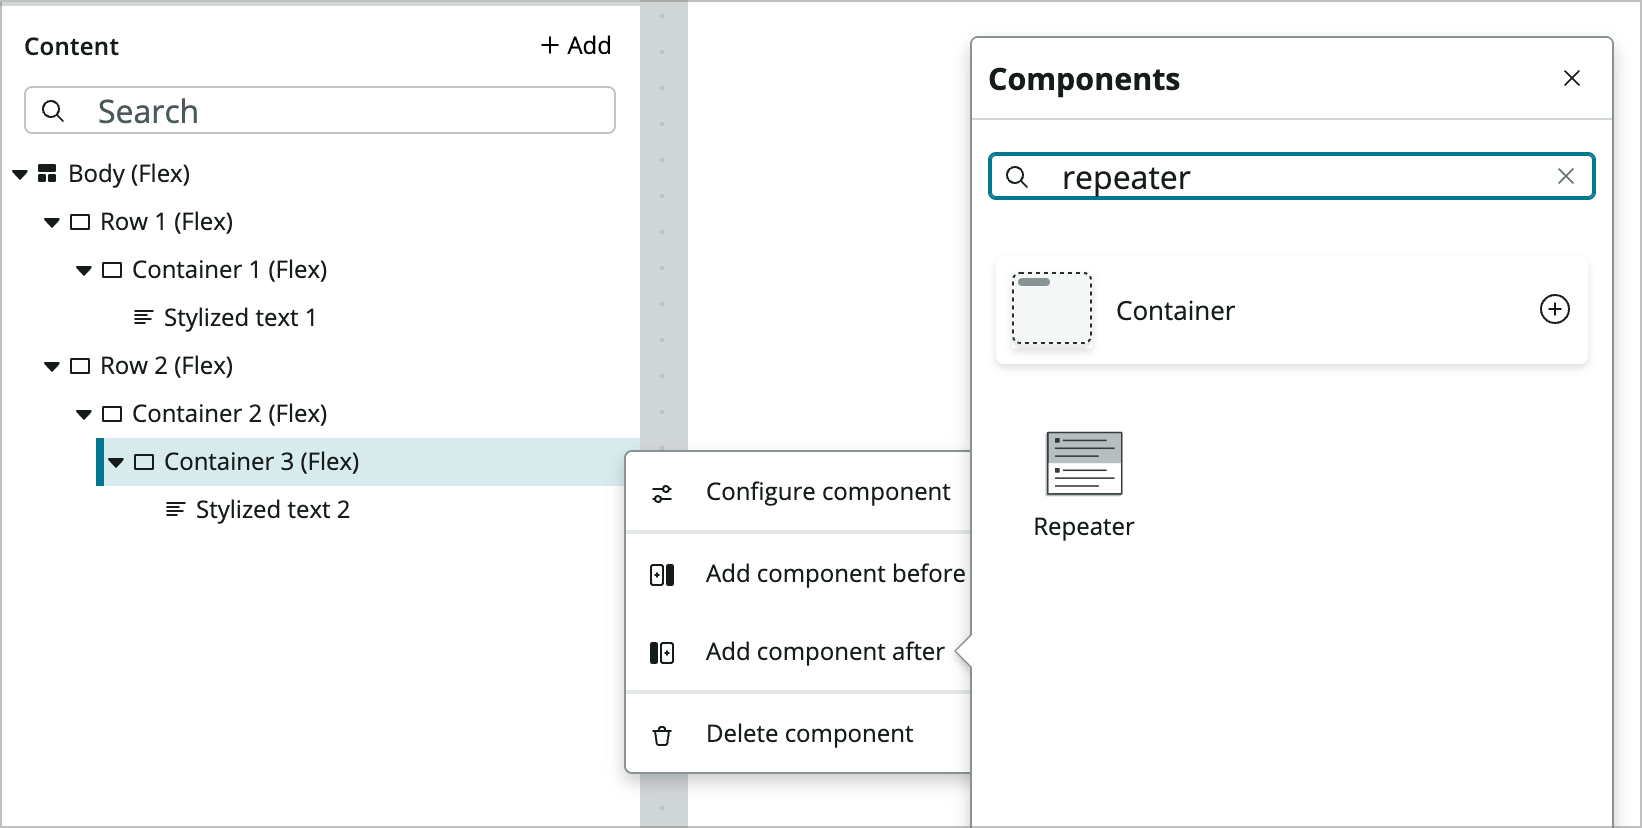 Content
+ Add
Search
Body (Flex)
Row 1 (Flex)
Container 1 (Flex)
Stylized text 1
Row 2 (Flex)
Container 2 (Flex)
Container 3 (Flex)
Stylized text 2
Configure component
Add component before
Add component after
Delete component
Components
repeater
Container
Repeater